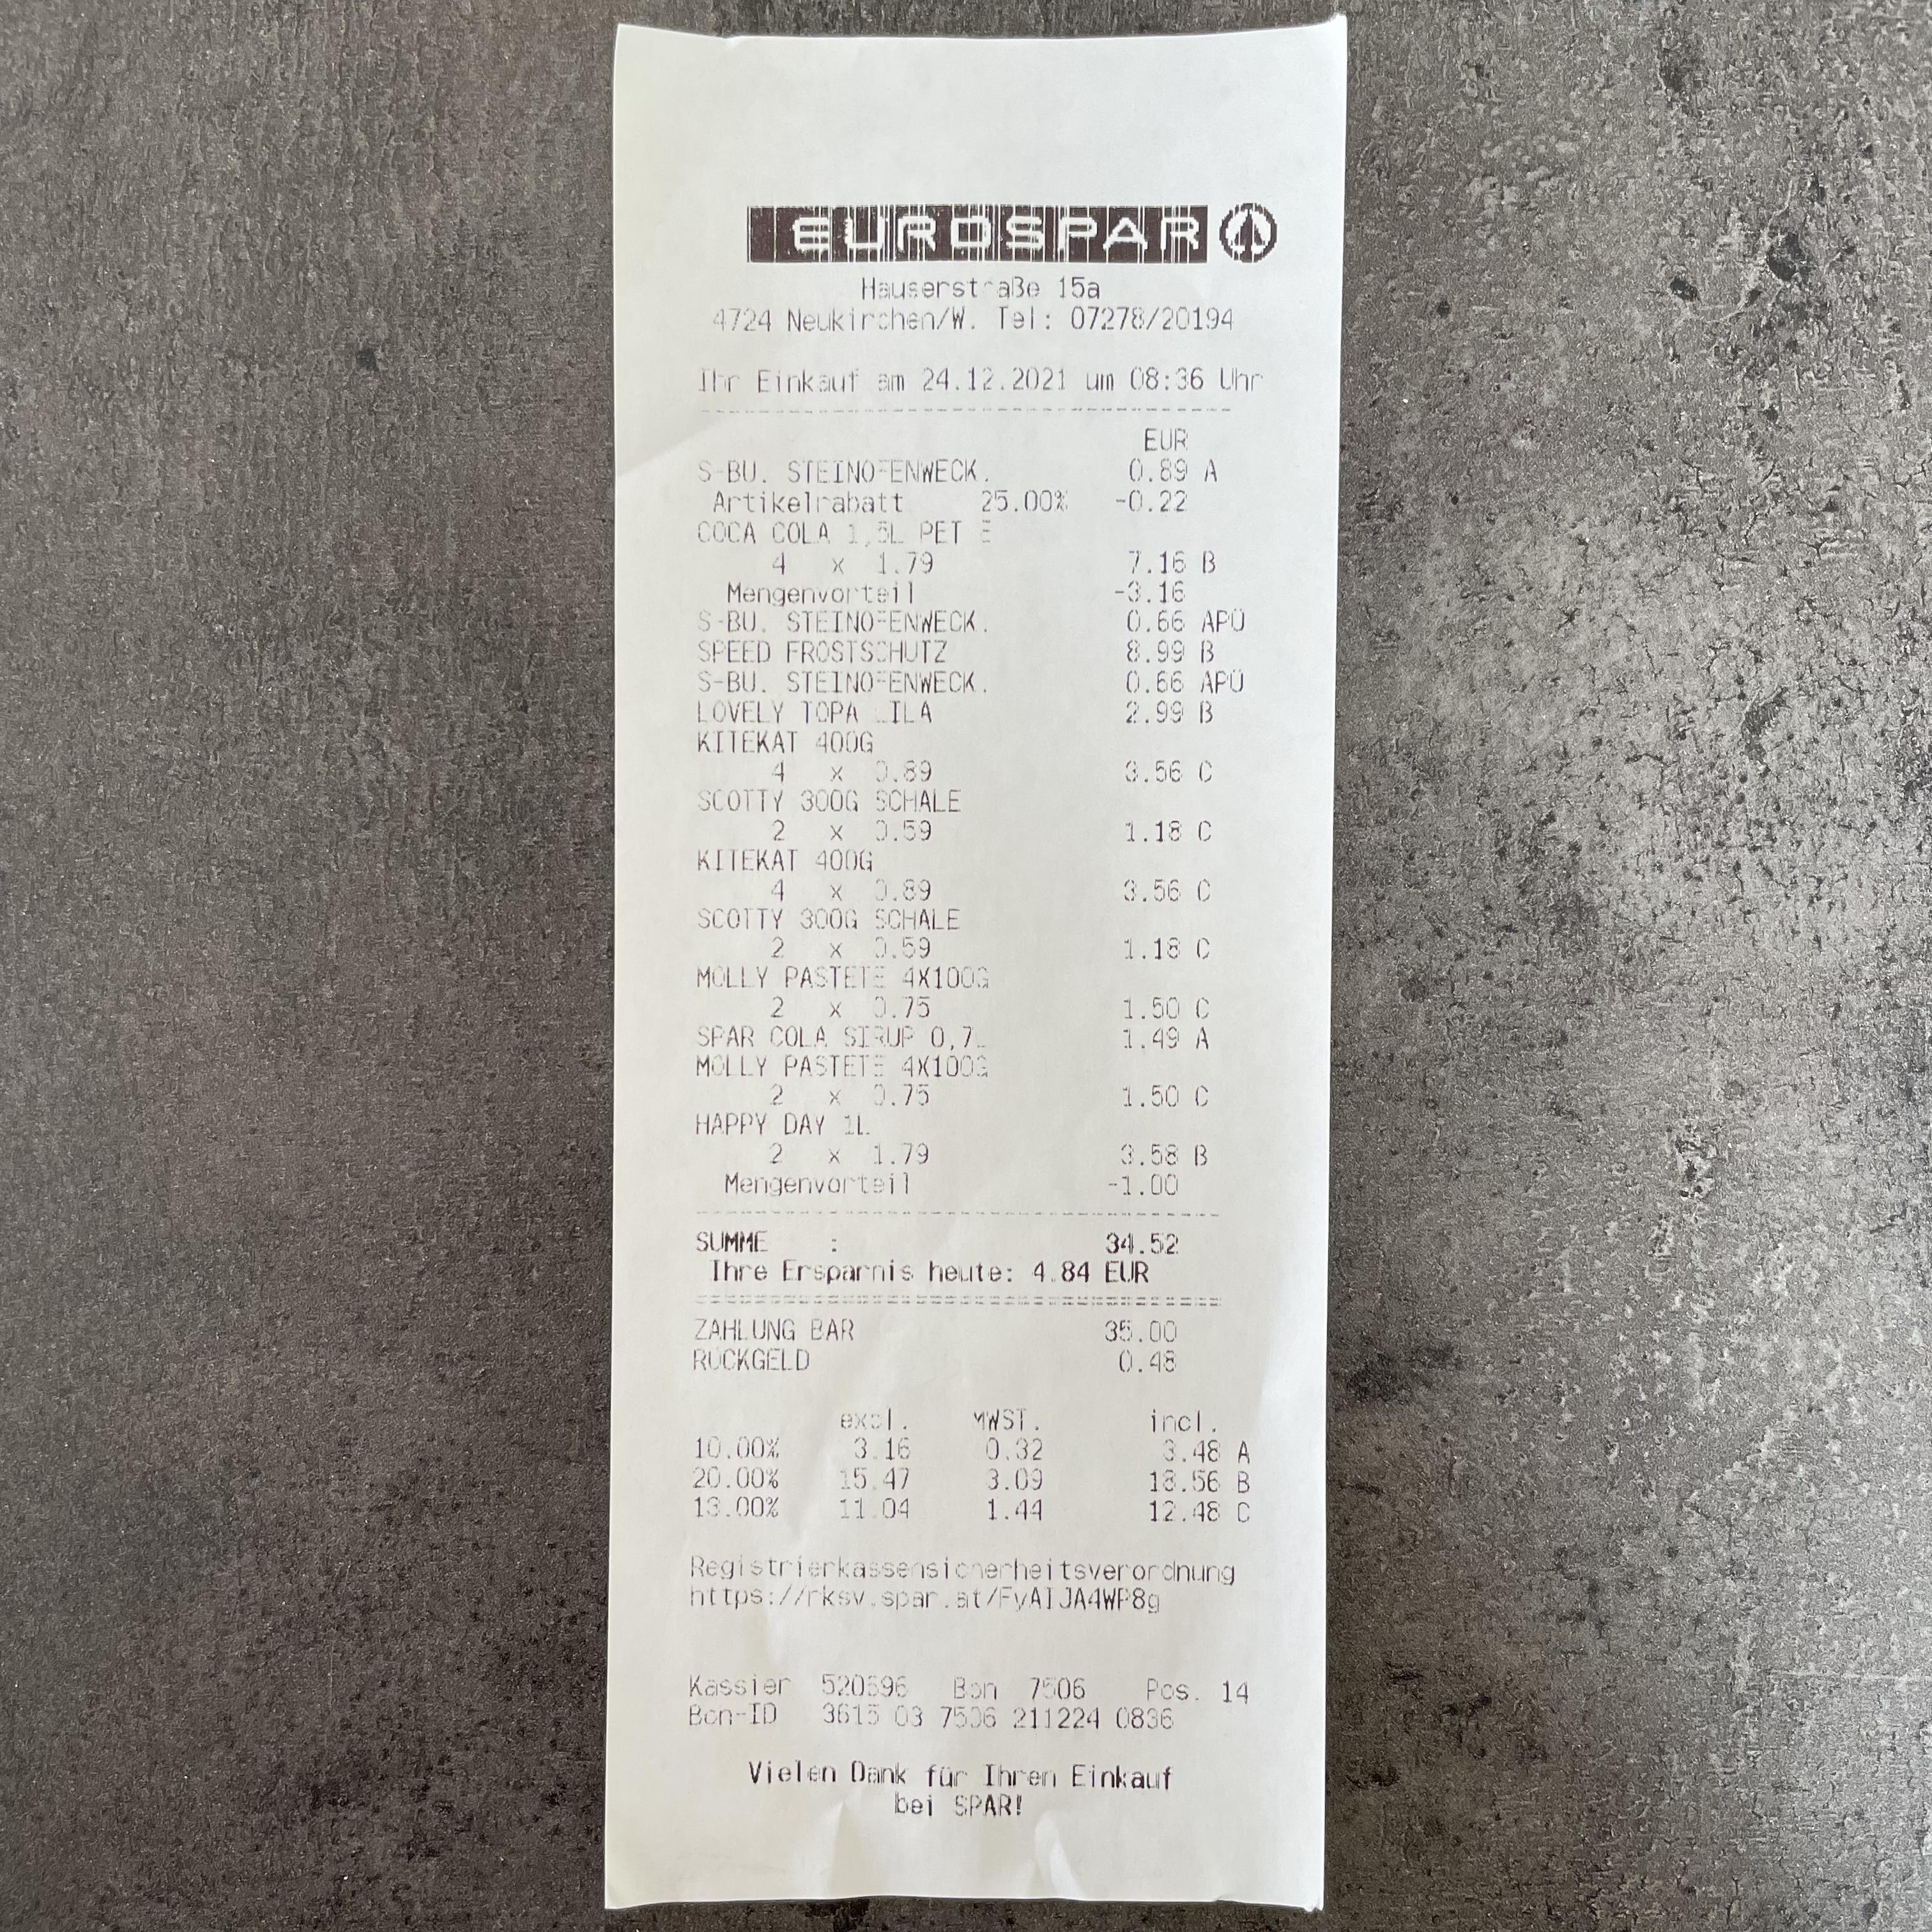 EUROSPAR
Hauserstraße 15a
4724 Neukirchen/W. Tel: 07278/20194
Ihr Einkauf am 24.12.2021 um 08:36 Uhr
EUR
S-BU. STEINOFENWECK. 0.89 A
Artikelrabatt 25.00% -0.22
COCA COLA 1,5L PET E
4 x 1.79 7.16 B
Mengenvorteil -3.16
S-BU. STEINOFENWECK. 0.66 APÜ
SPEED FROSTSCHUTZ 8.99 B
S-BU. STEINOFENWECK. 0.66 APÜ
LOVELY TOPA LILA 2.99 B
KITEKAT 400G
4 x 0.89 3.56 C
SCOTTY 300G SCHALE
2 x 0.59 1.18 C
KITEKAT 400G
4 x 0.89 3.56 C
SCOTTY 300G SCHALE
2 x 0.59 1.18 C
MOLLY PASTETE 4X100G
2 x 0.75 1.50 C
SPAR COLA SIRUP 0,7L 1.49 A
MOLLY PASTETE 4X100G
2 x 0.75 1.50 C
HAPPY DAY 1L
2 x 1.79 3.58 B
Mengenvorteil -1.00
SUMME : 34.52
Ihre Ersparnis heute: 4.84 EUR
ZAHLUNG BAR 35.00
RÜCKGELD 0.48
excl. MWST. incl.
10.00% 3.16 0.32 3.48 A
20.00% 15.47 3.09 18.56 B
13.00% 11.04 1.44 12.48 C
Registrierkassensicherheitsverordnung
https://rksv.spar.at/FyAIJA4WP8g
Kassier 520696 Bon 7506 Pos. 14
Bon-ID 3615 03 7506 211224 0836
Vielen Dank für Ihren Einkauf
bei SPAR!